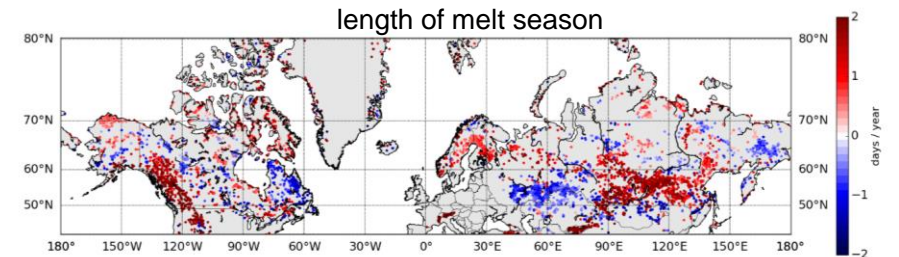 length of melt season
2
80°N 80°N
1
70°N 70°N
0
days / year
60°N 60°N
−1
50°N 50°N
−2
180° 150°W 120°W 90°W 60°W 30°W 0° 30°E 60°E 90°E 120°E 150°E 180°